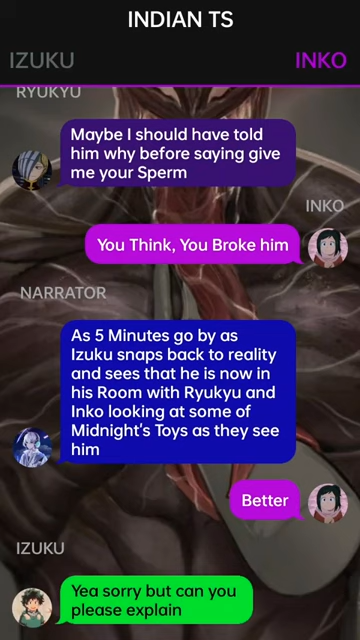 INDIAN TS
IZUKU
INKO
RYUKYU
Maybe I should have told
him why before saying give
me your Sperm
INKO
You Think, You Broke him
NARRATOR
As 5 Minutes go by as
Izuku snaps back to reality
and sees that he is now in
his Room with Ryukyu and
Inko looking at some of
Midnight's Toys as they see
him
Better
IZUKU
Yea sorry but can you
please explain